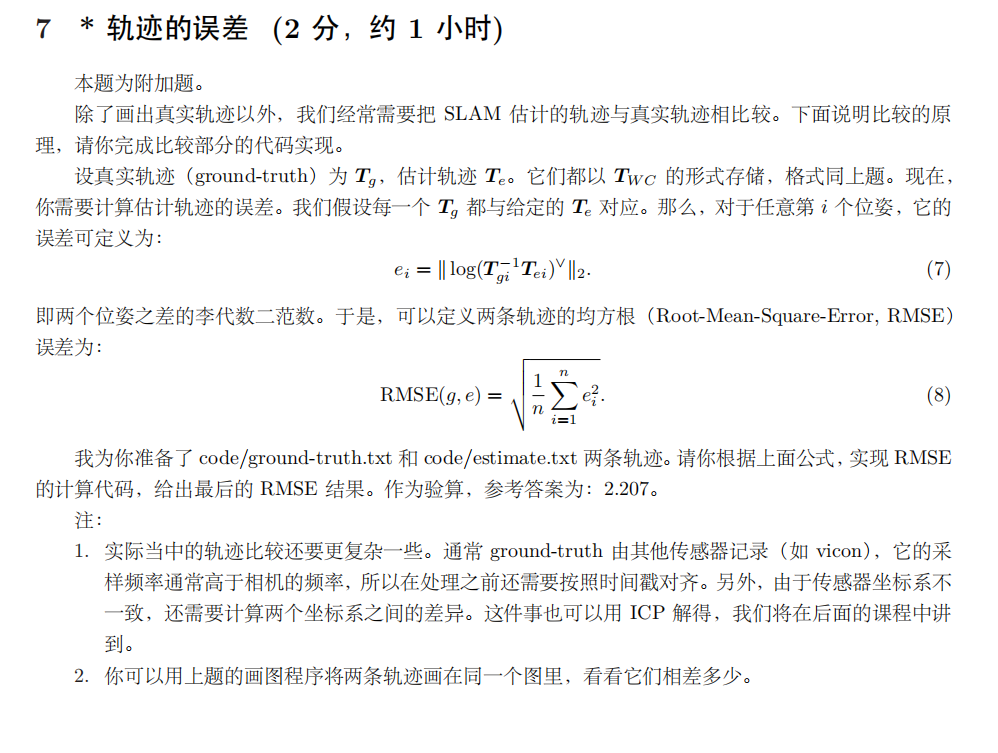 7 * 轨迹的误差 (2 分，约 1 小时)
本题为附加题。
除了画出真实轨迹以外，我们经常需要把 SLAM 估计的轨迹与真实轨迹相比较。下面说明比较的原
理，请你完成比较部分的代码实现。
设真实轨迹（ground-truth）为 T_g，估计轨迹 T_e。它们都以 T_WC 的形式存储，格式同上题。现在，
你需要计算估计轨迹的误差。我们假设每一个 T_g 都与给定的 T_e 对应。那么，对于任意第 i 个位姿，它的
误差可定义为：
e_i = ‖ log(T_{gi}^{-1} T_{ei})^∨ ‖_2. (7)
即两个位姿之差的李代数二范数。于是，可以定义两条轨迹的均方根（Root-Mean-Square-Error, RMSE）
误差为：
RMSE(g, e) = \sqrt{\frac{1}{n} \sum_{i=1}^{n} e_i^2}. (8)
我为你准备了 code/ground-truth.txt 和 code/estimate.txt 两条轨迹。请你根据上面公式，实现 RMSE
的计算代码，给出最后的 RMSE 结果。作为验算，参考答案为：2.207。
注：
1. 实际当中的轨迹比较还要更复杂一些。通常 ground-truth 由其他传感器记录（如 vicon），它的采
样频率通常高于相机的频率，所以在处理之前还需要按照时间戳对齐。另外，由于传感器坐标系不
一致，还需要计算两个坐标系之间的差异。这件事也可以用 ICP 解得，我们将在后面的课程中讲
到。
2. 你可以用上题的画图程序将两条轨迹画在同一个图里，看看它们相差多少。